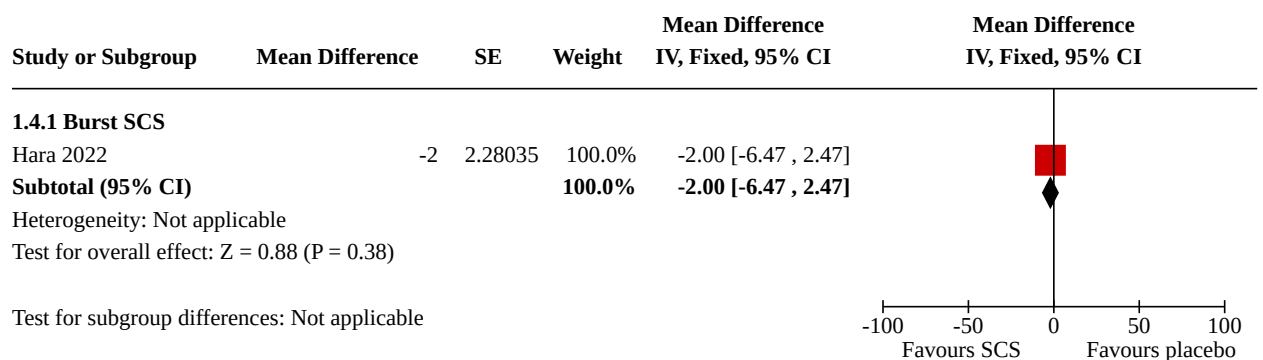 Mean Difference Mean Difference
Study or Subgroup Mean Difference SE Weight IV, Fixed, 95% CI IV, Fixed, 95% CI
1.4.1 Burst SCS
Hara 2022 -2 2.28035 100.0% -2.00 [-6.47 , 2.47]
Subtotal (95% CI) 100.0% -2.00 [-6.47 , 2.47]
Heterogeneity: Not applicable
Test for overall effect: Z = 0.88 (P = 0.38)
Test for subgroup differences: Not applicable
-100 -50 0 50 100
Favours SCS Favours placebo